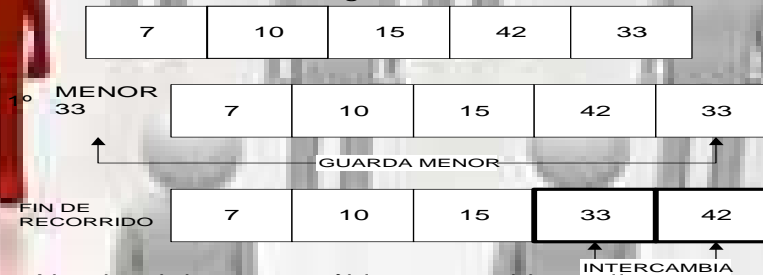 7 10 15 42 33
1º MENOR 33 7 10 15 42 33
GUARDA MENOR
FIN DE RECORRIDO 7 10 15 33 42
INTERCAMBIA